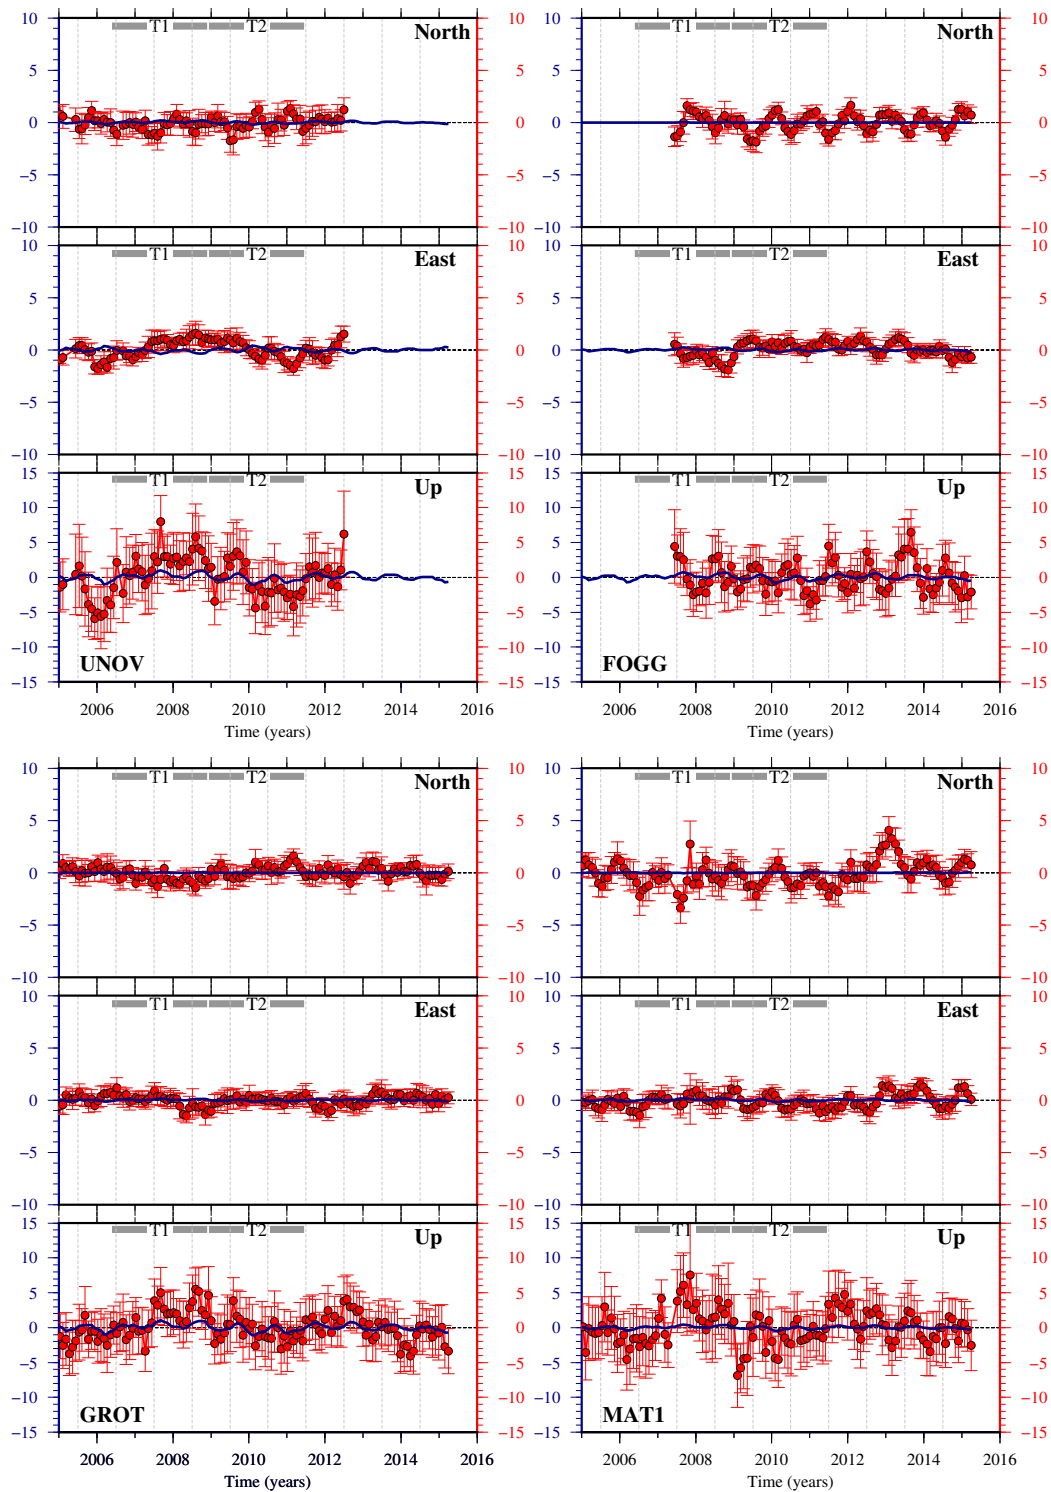 10 T1 T2 North 10
5 5
0 0
−5 −5
−10 −10
10 T1 T2 East 10
5 5
0 0
−5 −5
−10 −10
15 T1 T2 Up 15
10 10
5 5
0 0
−5 −5
−10 −10
−15 UNOV −15
2006 2008 2010 2012 2014 2016
Time (years)
10 T1 T2 North 10
5 5
0 0
−5 −5
−10 −10
10 T1 T2 East 10
5 5
0 0
−5 −5
−10 −10
15 T1 T2 Up 15
10 10
5 5
0 0
−5 −5
−10 −10
−15 FOGG −15
2006 2008 2010 2012 2014 2016
Time (years)
10 T1 T2 North 10
5 5
0 0
−5 −5
−10 −10
10 T1 T2 East 10
5 5
0 0
−5 −5
−10 −10
15 T1 T2 Up 15
10 10
5 5
0 0
−5 −5
−10 −10
−15 GROT −15
2006 2008 2010 2012 2014 2016
Time (years)
10 T1 T2 North 10
5 5
0 0
−5 −5
−10 −10
10 T1 T2 East 10
5 5
0 0
−5 −5
−10 −10
15 T1 T2 Up 15
10 10
5 5
0 0
−5 −5
−10 −10
−15 MAT1 −15
2006 2008 2010 2012 2014 2016
Time (years)